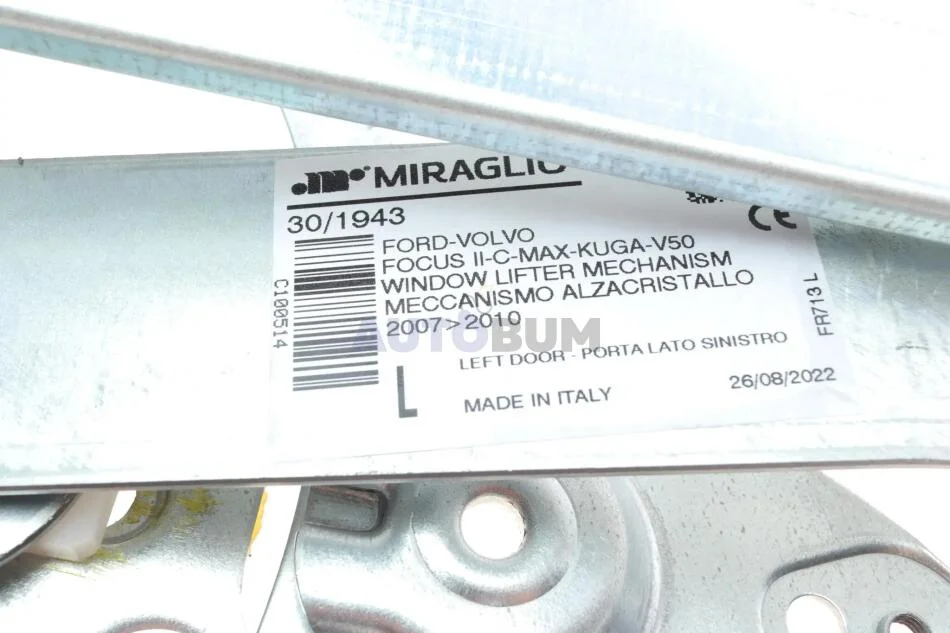 MIRAGLIO
30/1943
CE
FORD-VOLVO
FOCUS II-C-MAX-KUGA-V50
WINDOW LIFTER MECHANISM
MECCANISMO ALZACRISTALLO
2007>2010
LEFT DOOR - PORTA LATO SINISTRO
L
MADE IN ITALY
26/08/2022
C100514
FR713 L
AUTOBUM